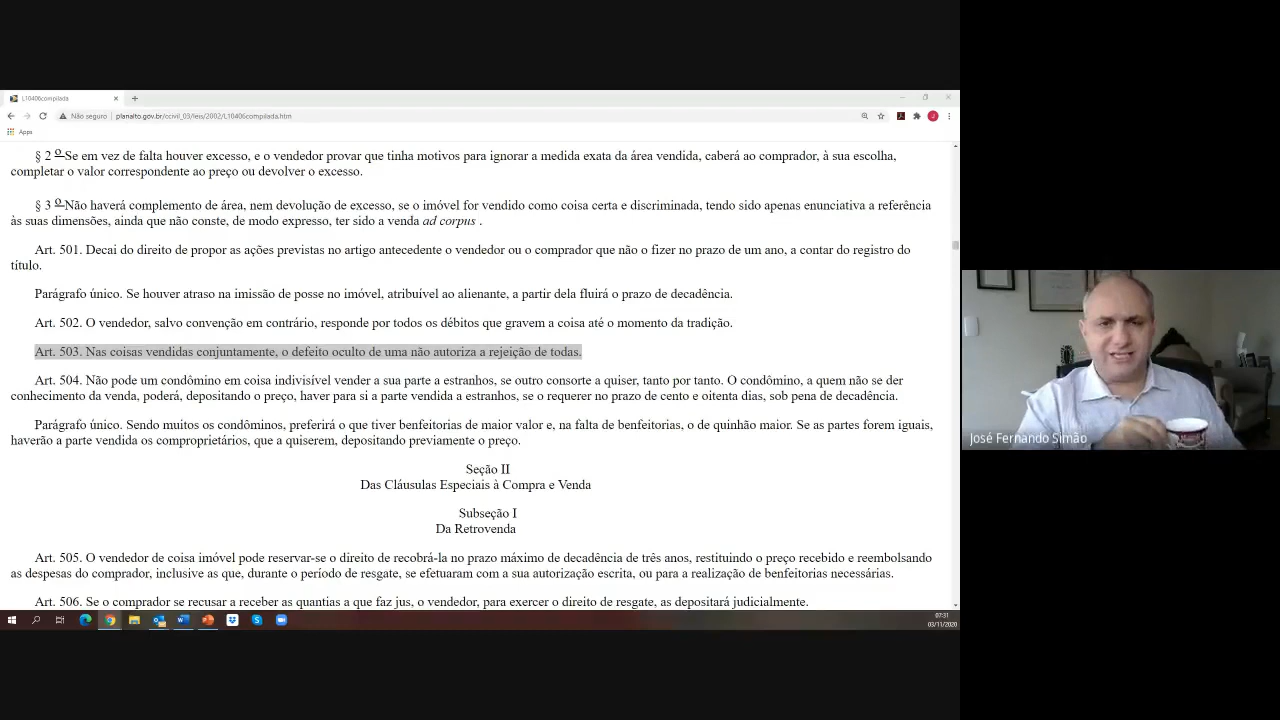 L10406compilada
Não seguro
planalto.gov.br/ccivil_03/leis/2002/L10406compilada.htm
J
Apps
§ 2 º Se em vez de falta houver excesso, e o vendedor provar que tinha motivos para ignorar a medida exata da área vendida, caberá ao comprador, à sua escolha,
completar o valor correspondente ao preço ou devolver o excesso.
§ 3 º Não haverá complemento de área, nem devolução de excesso, se o imóvel for vendido como coisa certa e discriminada, tendo sido apenas enunciativa a referência
às suas dimensões, ainda que não conste, de modo expresso, ter sido a venda ad corpus .
Art. 501. Decai do direito de propor as ações previstas no artigo antecedente o vendedor ou o comprador que não o fizer no prazo de um ano, a contar do registro do
título.
Parágrafo único. Se houver atraso na imissão de posse no imóvel, atribuível ao alienante, a partir dela fluirá o prazo de decadência.
Art. 502. O vendedor, salvo convenção em contrário, responde por todos os débitos que gravem a coisa até o momento da tradição.
Art. 503. Nas coisas vendidas conjuntamente, o defeito oculto de uma não autoriza a rejeição de todas.
Art. 504. Não pode um condômino em coisa indivisível vender a sua parte a estranhos, se outro consorte a quiser, tanto por tanto. O condômino, a quem não se der
conhecimento da venda, poderá, depositando o preço, haver para si a parte vendida a estranhos, se o requerer no prazo de cento e oitenta dias, sob pena de decadência.
Parágrafo único. Sendo muitos os condôminos, preferirá o que tiver benfeitorias de maior valor e, na falta de benfeitorias, o de quinhão maior. Se as partes forem iguais,
haverão a parte vendida os comproprietários, que a quiserem, depositando previamente o preço.
Seção II
Das Cláusulas Especiais à Compra e Venda
Subseção I
Da Retrovenda
Art. 505. O vendedor de coisa imóvel pode reservar-se o direito de recobrá-la no prazo máximo de decadência de três anos, restituindo o preço recebido e reembolsando
as despesas do comprador, inclusive as que, durante o período de resgate, se efetuaram com a sua autorização escrita, ou para a realização de benfeitorias necessárias.
Art. 506. Se o comprador se recusar a receber as quantias a que faz jus, o vendedor, para exercer o direito de resgate, as depositará judicialmente.
07:31
03/11/2020
José Fernando Simão